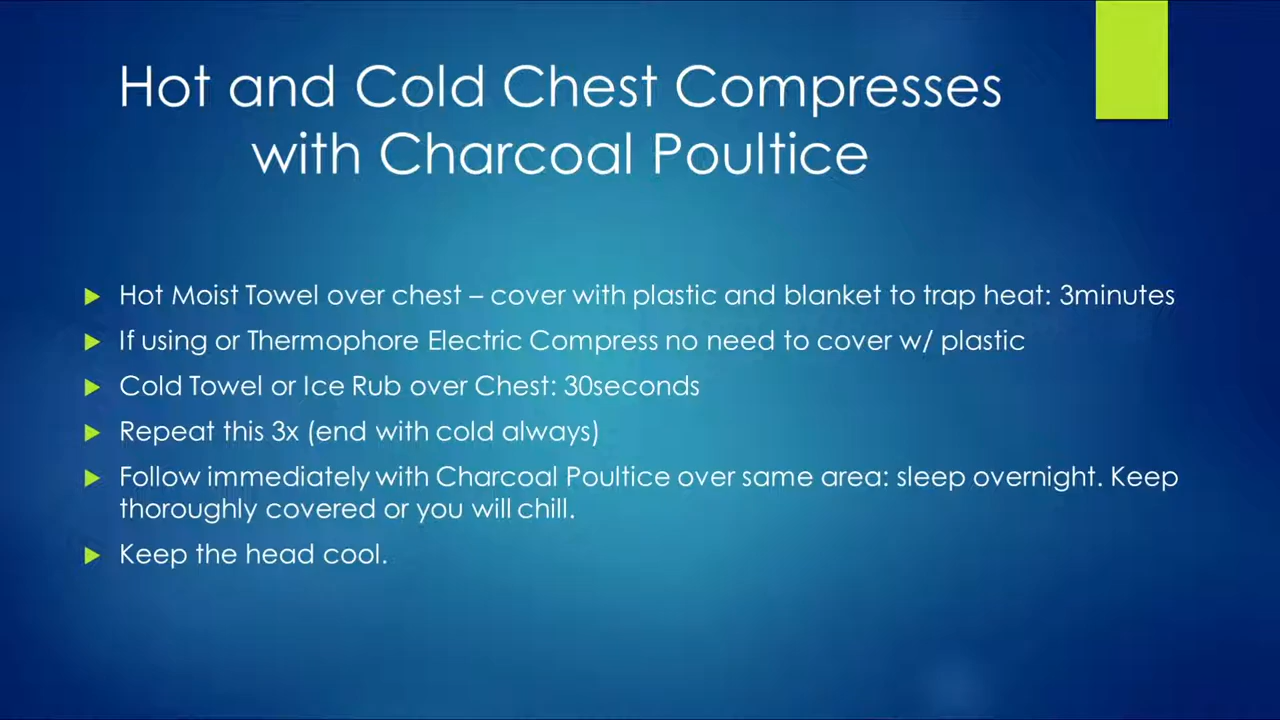 Hot and Cold Chest Compresses
with Charcoal Poultice
Hot Moist Towel over chest – cover with plastic and blanket to trap heat: 3minutes
If using or Thermophore Electric Compress no need to cover w/ plastic
Cold Towel or Ice Rub over Chest: 30seconds
Repeat this 3x (end with cold always)
Follow immediately with Charcoal Poultice over same area: sleep overnight. Keep
thoroughly covered or you will chill.
Keep the head cool.